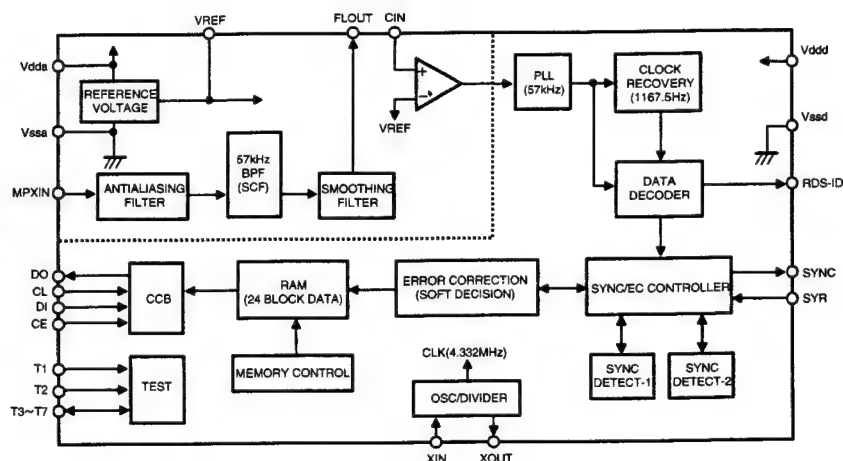 VREF
FLOUT
CIN
Vdda
REFERENCE
VOLTAGE
Vssa
+
−
VREF
PLL
(57kHz)
CLOCK
RECOVERY
(1167.5Hz)
Vddd
Vssd
MPXIN
ANTIALIASING
FILTER
57kHz
BPF
(SCF)
SMOOTHING
FILTER
DATA
DECODER
RDS-ID
DO
CL
DI
CE
CCB
RAM
(24 BLOCK DATA)
ERROR CORRECTION
(SOFT DECISION)
SYNC/EC CONTROLLER
SYNC
SYR
T1
T2
T3~T7
TEST
MEMORY CONTROL
CLK(4.332MHz)
OSC/DIVIDER
SYNC
DETECT-1
SYNC
DETECT-2
XIN
XOUT